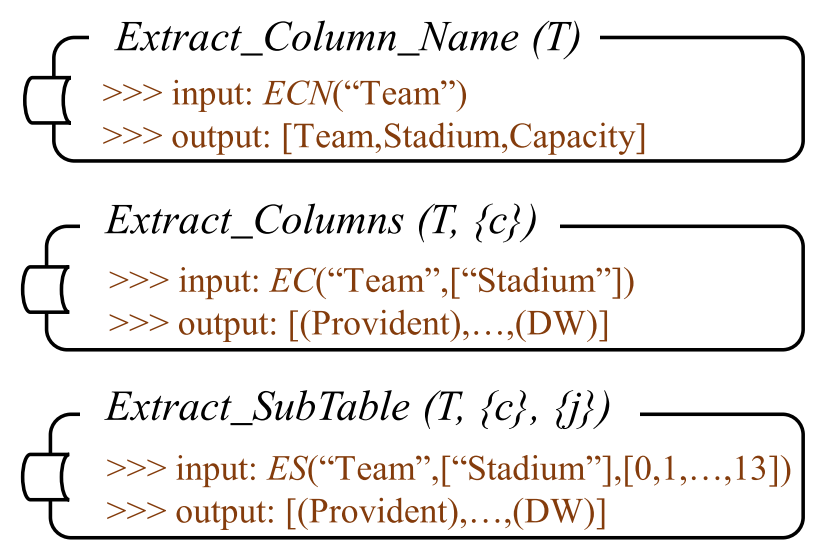 Extract_Column_Name (T)
>>> input: ECN(“Team”)
>>> output: [Team,Stadium,Capacity]
Extract_Columns (T, {c})
>>> input: EC(“Team”,[“Stadium”])
>>> output: [(Provident),…,(DW)]
Extract_SubTable (T, {c}, {j})
>>> input: ES(“Team”,[“Stadium”],[0,1,…,13])
>>> output: [(Provident),…,(DW)]